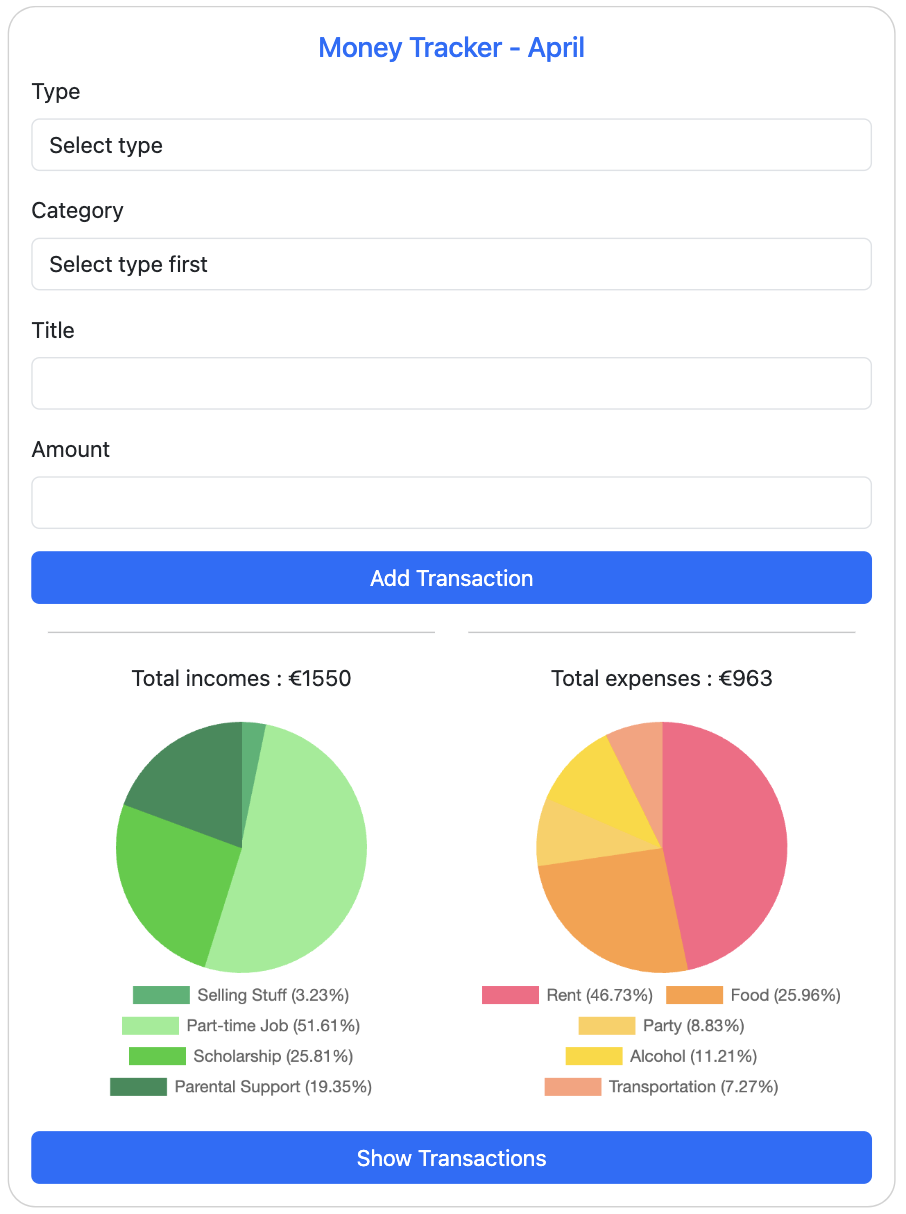 Money Tracker - April
Type
Select type
Category
Select type first
Title
Amount
Add Transaction
Total incomes : €1550
Selling Stuff (3.23%)
Part-time Job (51.61%)
Scholarship (25.81%)
Parental Support (19.35%)
Total expenses : €963
Rent (46.73%) Food (25.96%)
Party (8.83%)
Alcohol (11.21%)
Transportation (7.27%)
Show Transactions